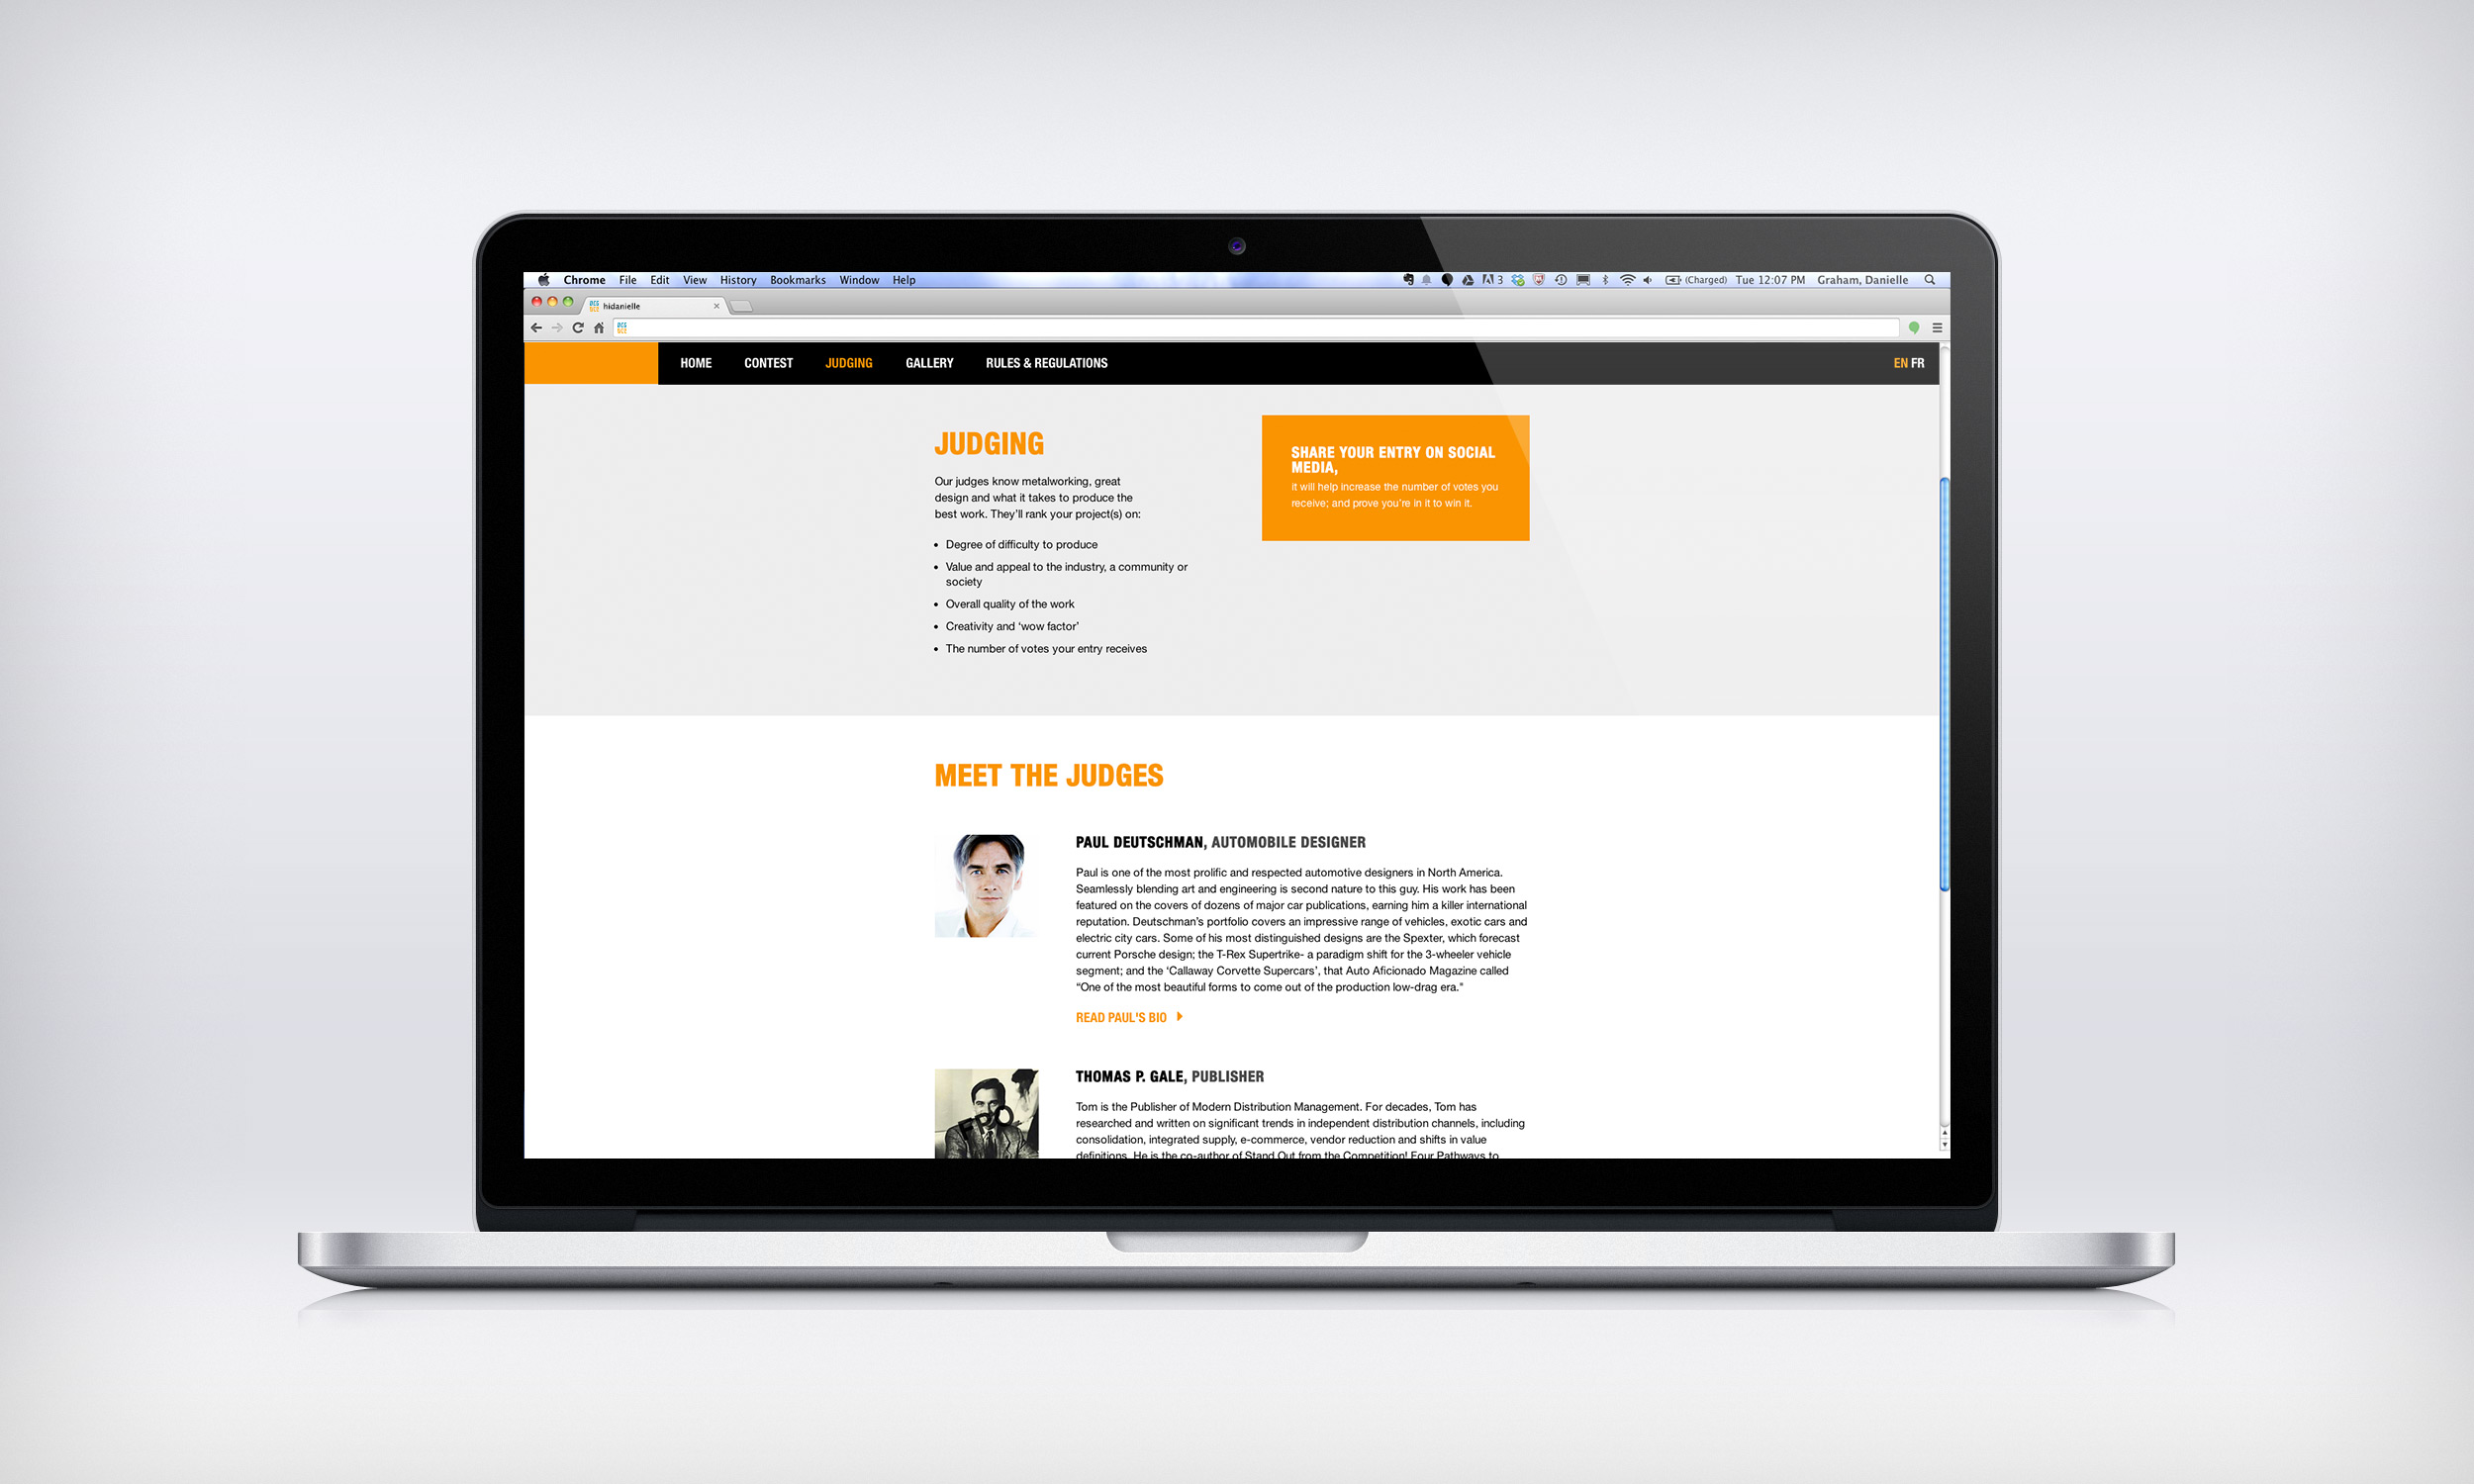 Chrome File Edit View History Bookmarks Window Help 3 (Charged) Tue 12:07 PM Graham, Danielle
hidanielle
HOME CONTEST JUDGING GALLERY RULES & REGULATIONS EN FR
JUDGING
Our judges know metalworking, great
design and what it takes to produce the
best work. They’ll rank your project(s) on:
• Degree of difficulty to produce
• Value and appeal to the industry, a community or
society
• Overall quality of the work
• Creativity and ‘wow factor’
• The number of votes your entry receives
SHARE YOUR ENTRY ON SOCIAL
MEDIA,
it will help increase the number of votes you
receive; and prove you’re in it to win it.
MEET THE JUDGES
PAUL DEUTSCHMAN, AUTOMOBILE DESIGNER
Paul is one of the most prolific and respected automotive designers in North America.
Seamlessly blending art and engineering is second nature to this guy. His work has been
featured on the covers of dozens of major car publications, earning him a killer international
reputation. Deutschman’s portfolio covers an impressive range of vehicles, exotic cars and
electric city cars. Some of his most distinguished designs are the Spexter, which forecast
current Porsche design; the T-Rex Supertrike- a paradigm shift for the 3-wheeler vehicle
segment; and the ‘Callaway Corvette Supercars’, that Auto Aficionado Magazine called
“One of the most beautiful forms to come out of the production low-drag era."
READ PAUL'S BIO
FPO
THOMAS P. GALE, PUBLISHER
Tom is the Publisher of Modern Distribution Management. For decades, Tom has
researched and written on significant trends in independent distribution channels, including
consolidation, integrated supply, e-commerce, vendor reduction and shifts in value
definitions. He is the co-author of Stand Out from the Competition! Four Pathways to